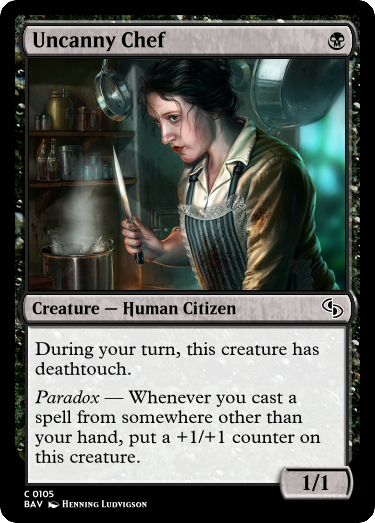 Uncanny Chef
Creature — Human Citizen
During your turn, this creature has
deathtouch.
Paradox — Whenever you cast a
spell from somewhere other than
your hand, put a +1/+1 counter on
this creature.
1/1
C 0105
BAV Henning Ludvigson